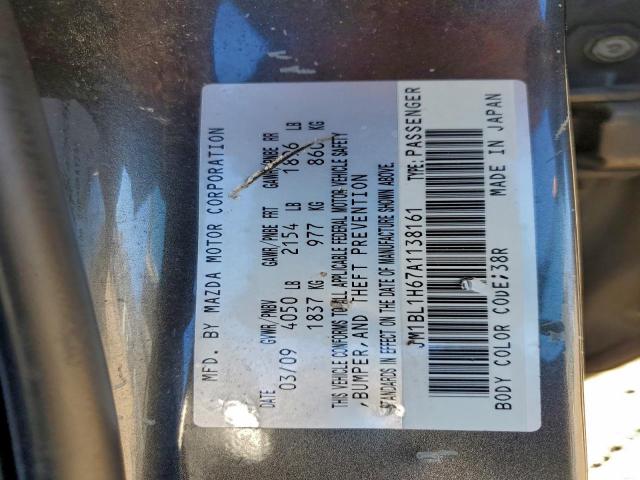 MFD. BY MAZDA MOTOR CORPORATION
DATE GVWR/PNBV GAWR/PNBE FRT GAWR/PNBE RR
03/09 4050 LB 2154 LB LB
1837 KG 977 KG KG
THIS VEHICLE CONFORMS TO ALL APPLICABLE FEDERAL MOTOR VEHICLE SAFETY
,BUMPER,AND THEFT PREVENTION
STANDARDS IN EFFECT ON THE DATE OF MANUFACTURE SHOWN ABOVE.
JM1BL1H67A1138161 TYPE:PASSENGER
BODY COLOR CODE:38R MADE IN JAPAN